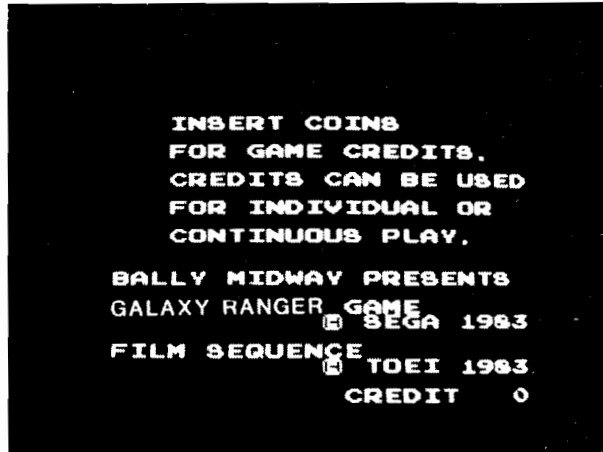 INSERT COINS
FOR GAME CREDITS.
CREDITS CAN BE USED
FOR INDIVIDUAL OR
CONTINUOUS PLAY.
BALLY MIDWAY PRESENTS
GALAXY RANGER GAME
© SEGA 1983
FILM SEQUENCE
© TOEI 1983
CREDIT 0